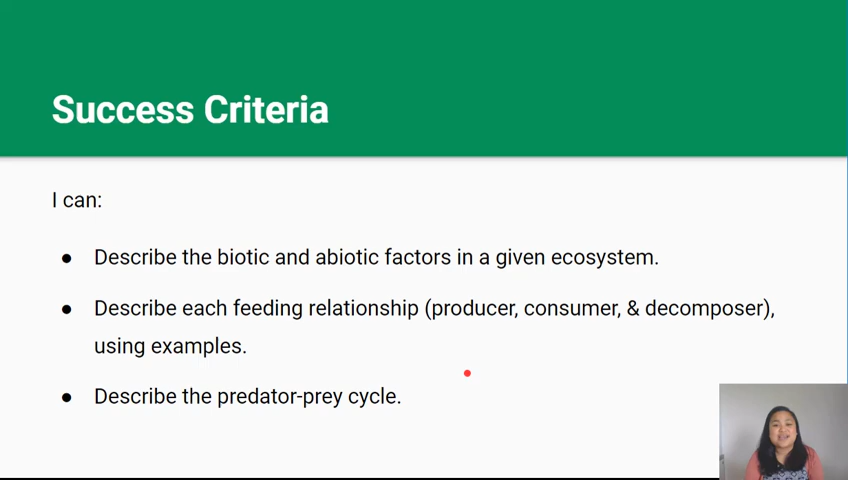 Success Criteria
I can:
● Describe the biotic and abiotic factors in a given ecosystem.
● Describe each feeding relationship (producer, consumer, & decomposer),
using examples.
● Describe the predator-prey cycle.